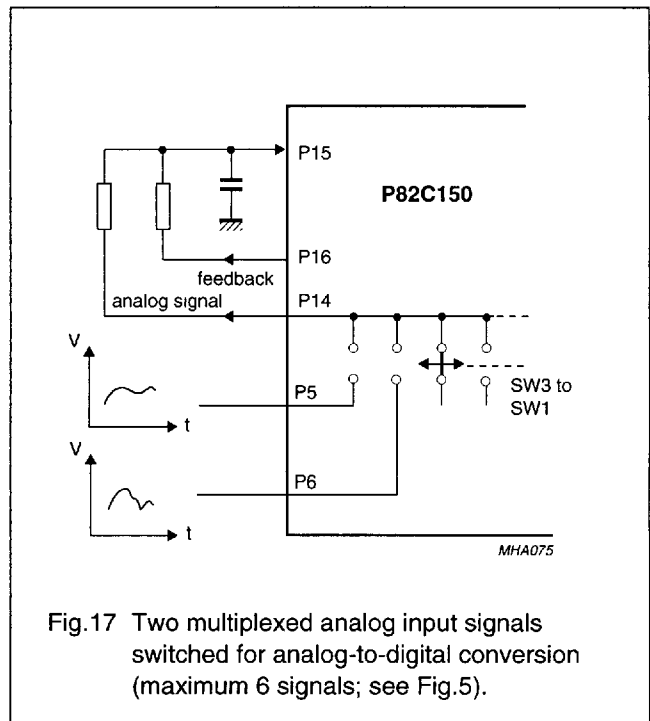 P15
P82C150
P16
feedback
analog signal
P14
V
SW3 to
SW1
P5
t
V
P6
t
MHA075
Fig.17 Two multiplexed analog input signals
switched for analog-to-digital conversion
(maximum 6 signals; see Fig.5).